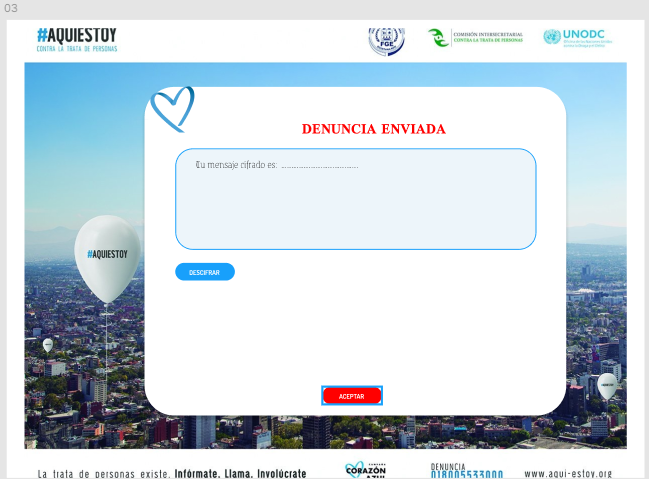 03
#AQUIESTOY
CONTRA LA TRATA DE PERSONAS
FGE
COMISIÓN INTERSECRETARIAL
CONTRA LA TRATA DE PERSONAS
UNODC
DENUNCIA ENVIADA
Tu mensaje cifrado es: ......................................
#AQUIESTOY
DESCIFRAR
ACEPTAR
La trata de personas existe. Infórmate. Llama. Involúcrate
CORAZÓN
AZUL
DENUNCIA
018005533000
www.aqui-estoy.org